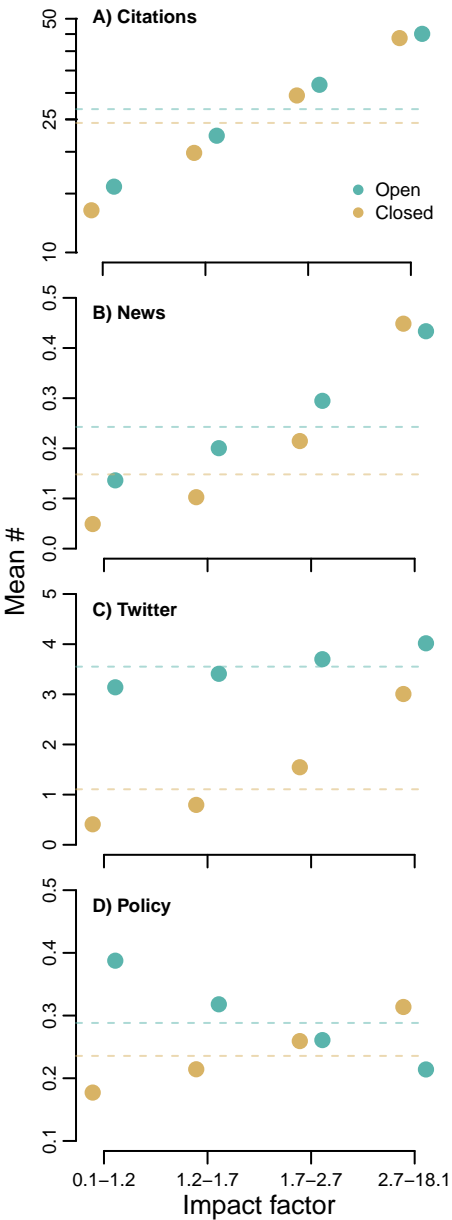 A) Citations
50
25
10
Open
Closed
B) News
0.5
0.4
0.3
0.2
0.1
0.0
Mean #
C) Twitter
5
4
3
2
1
0
D) Policy
0.5
0.4
0.3
0.2
0.1
0.1–1.2 1.2–1.7 1.7–2.7 2.7–18.1
Impact factor